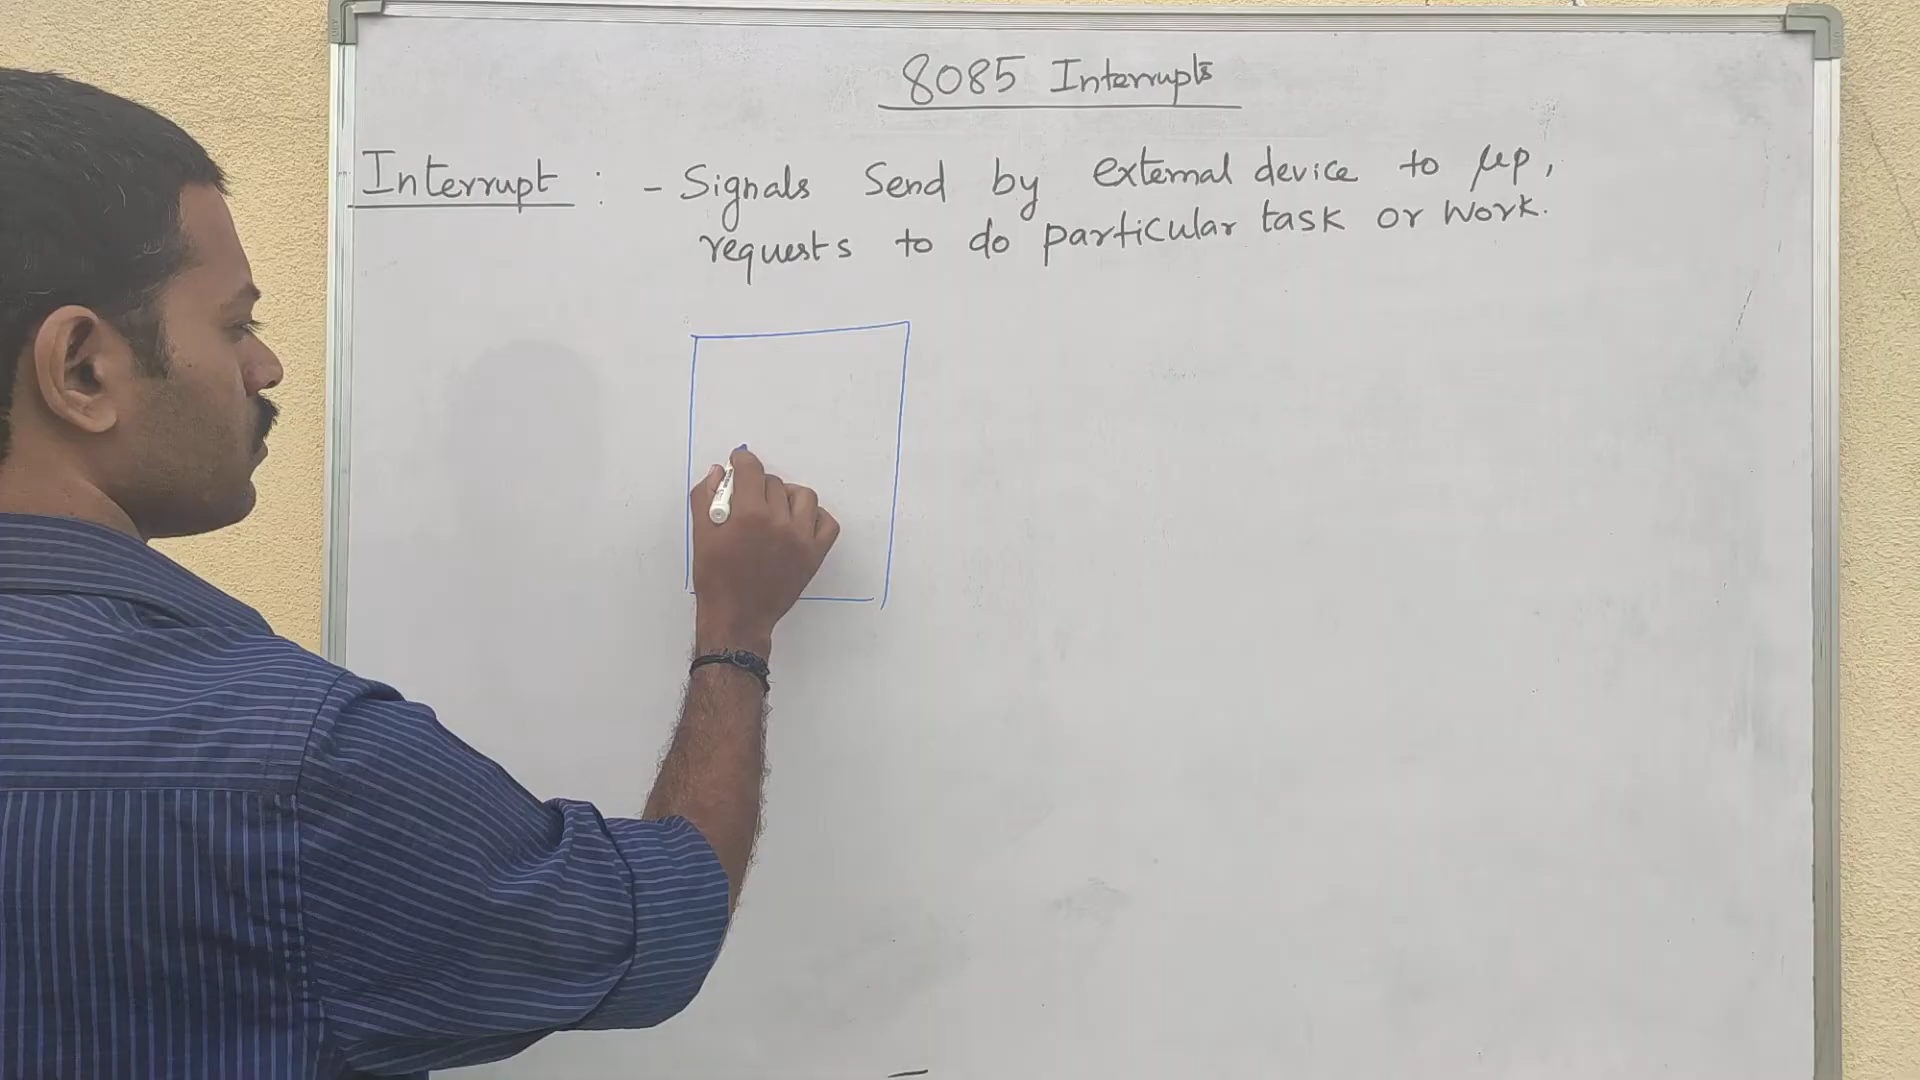 8085 Interrupts
Interrupt : - Signals Send by external device to μp,
requests to do particular task or work.